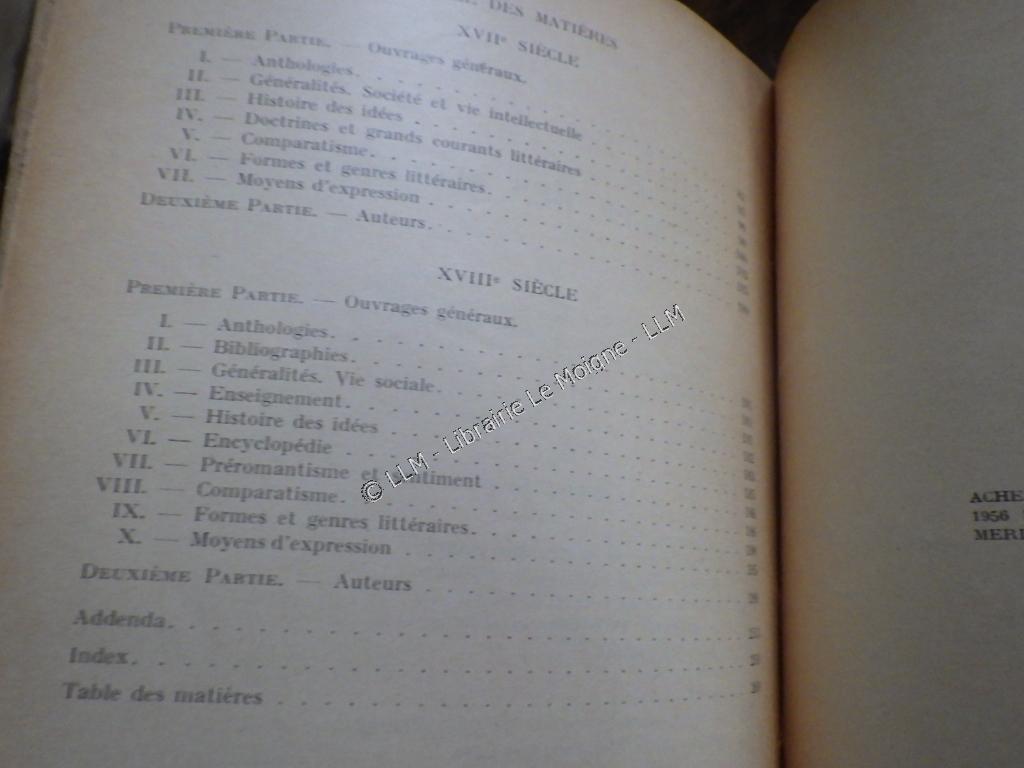 DES MATIÈRES
XVIIe SIÈCLE
PREMIÈRE PARTIE. — Ouvrages généraux.
I. — Anthologies.
II. — Généralités. Société et vie intellectuelle
III. — Histoire des idées
IV. — Doctrines et grands courants littéraires
V. — Comparatisme.
VI. — Formes et genres littéraires.
VII. — Moyens d'expression
DEUXIÈME PARTIE. — Auteurs.
XVIIIe SIÈCLE
PREMIÈRE PARTIE. — Ouvrages généraux.
I. — Anthologies.
II. — Bibliographies.
III. — Généralités. Vie sociale.
IV. — Enseignement.
V. — Histoire des idées
VI. — Encyclopédie
VII. — Préromantisme et
VIII. — Comparatisme.
IX. — Formes et genres littéraires.
X. — Moyens d'expression
DEUXIÈME PARTIE. — Auteurs
Addenda.
Index.
Table des matières
ACHE
1956
MERI
© LLM - Librairie Le Moigne - LLM